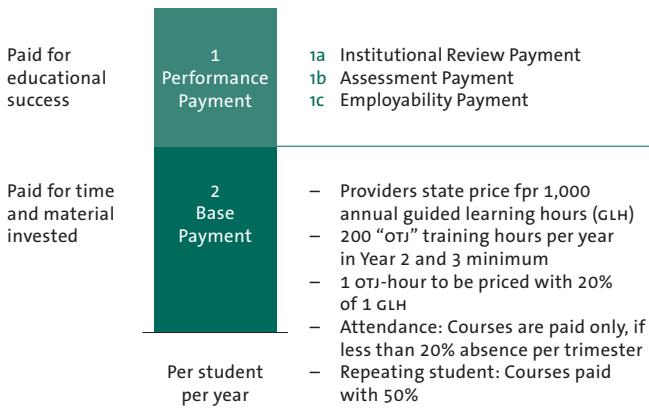 Paid for
educational
success
1
Performance
Payment
1a Institutional Review Payment
1b Assessment Payment
1c Employability Payment
Paid for time
and material
invested
2
Base
Payment
– Providers state price fpr 1,000
annual guided learning hours (GLH)
– 200 “OTJ” training hours per year
in Year 2 and 3 minimum
– 1 OTJ-hour to be priced with 20%
of 1 GLH
– Attendance: Courses are paid only, if
less than 20% absence per trimester
– Repeating student: Courses paid
with 50%
Per student
per year